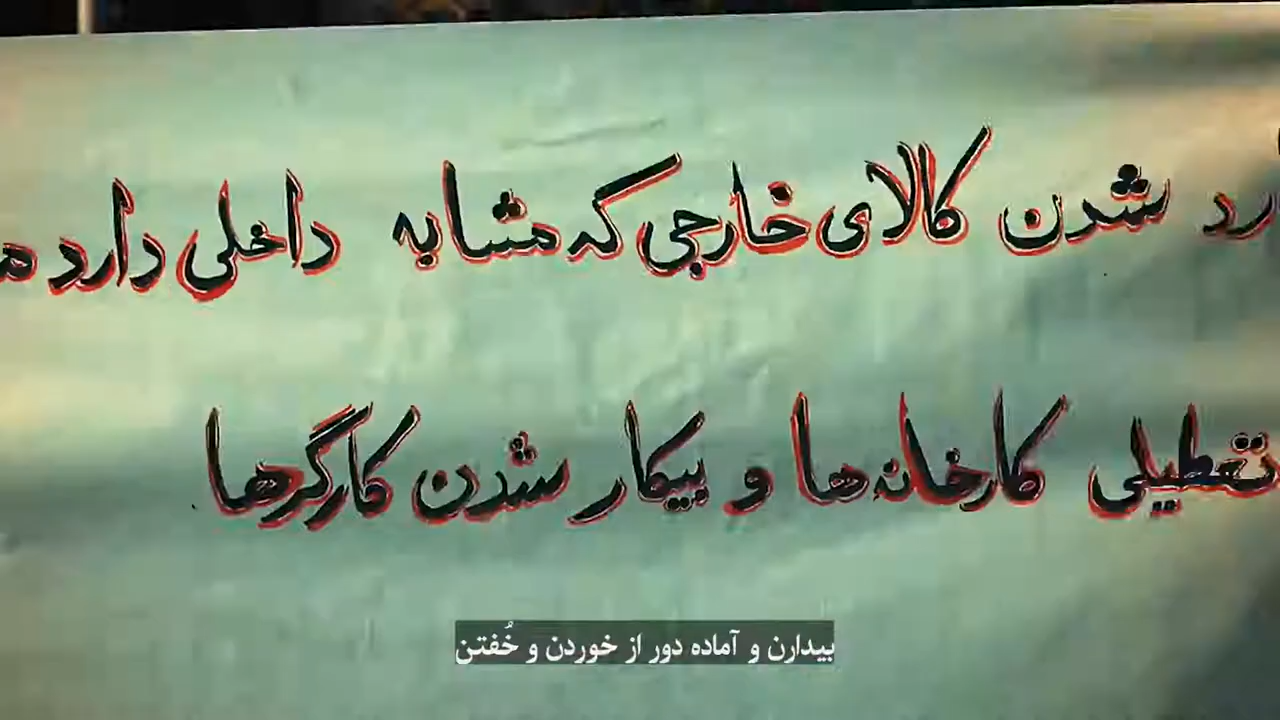 رد شدن کالای خارجی که مشابه داخلی دارد
تعطیلی کارخانه‌ها و بیکار شدن کارگرها
بیدارن و آماده دور از خوردن و خُفتن